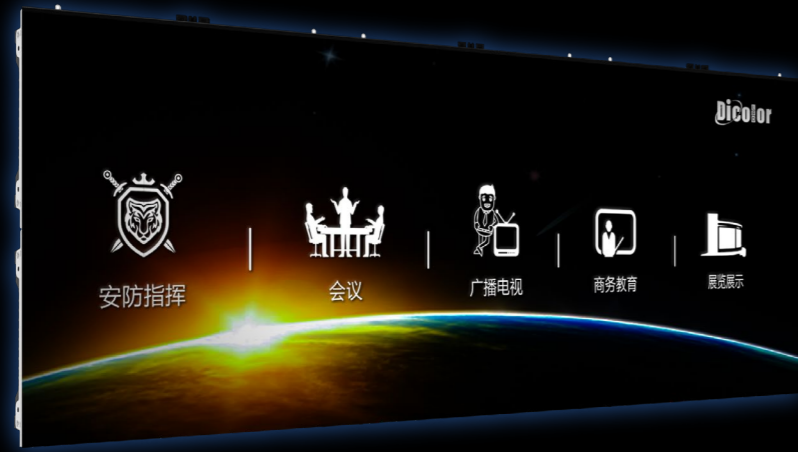 Dicolor
安防指挥
会议
广播电视
商务教育
展览展示